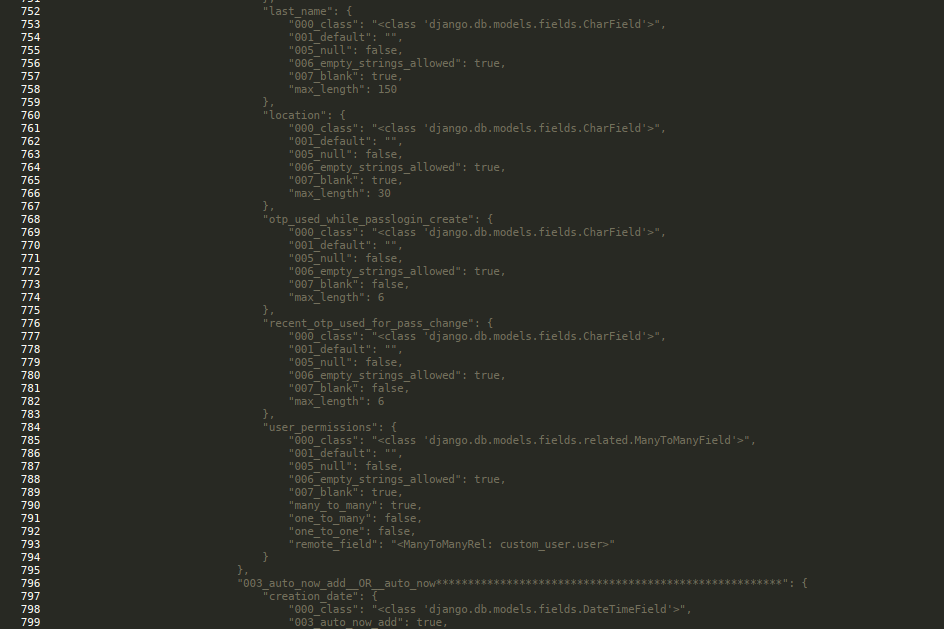 752 "last_name": {
753 "000_class": "<class 'django.db.models.fields.CharField'>",
754 "001_default": "",
755 "005_null": false,
756 "006_empty_strings_allowed": true,
757 "007_blank": true,
758 "max_length": 150
759 },
760 "location": {
761 "000_class": "<class 'django.db.models.fields.CharField'>",
762 "001_default": "",
763 "005_null": false,
764 "006_empty_strings_allowed": true,
765 "007_blank": true,
766 "max_length": 30
767 },
768 "otp_used_while_passlogin_create": {
769 "000_class": "<class 'django.db.models.fields.CharField'>",
770 "001_default": "",
771 "005_null": false,
772 "006_empty_strings_allowed": true,
773 "007_blank": false,
774 "max_length": 6
775 },
776 "recent_otp_used_for_pass_change": {
777 "000_class": "<class 'django.db.models.fields.CharField'>",
778 "001_default": "",
779 "005_null": false,
780 "006_empty_strings_allowed": true,
781 "007_blank": false,
782 "max_length": 6
783 },
784 "user_permissions": {
785 "000_class": "<class 'django.db.models.fields.related.ManyToManyField'>",
786 "001_default": "",
787 "005_null": false,
788 "006_empty_strings_allowed": true,
789 "007_blank": true,
790 "many_to_many": true,
791 "one_to_many": false,
792 "one_to_one": false,
793 "remote_field": "<ManyToManyRel: custom_user.user>"
794 }
795 },
796 "003_auto_now_add__OR__auto_now******************************************************": {
797 "creation_date": {
798 "000_class": "<class 'django.db.models.fields.DateTimeField'>",
799 "003_auto_now_add": true,